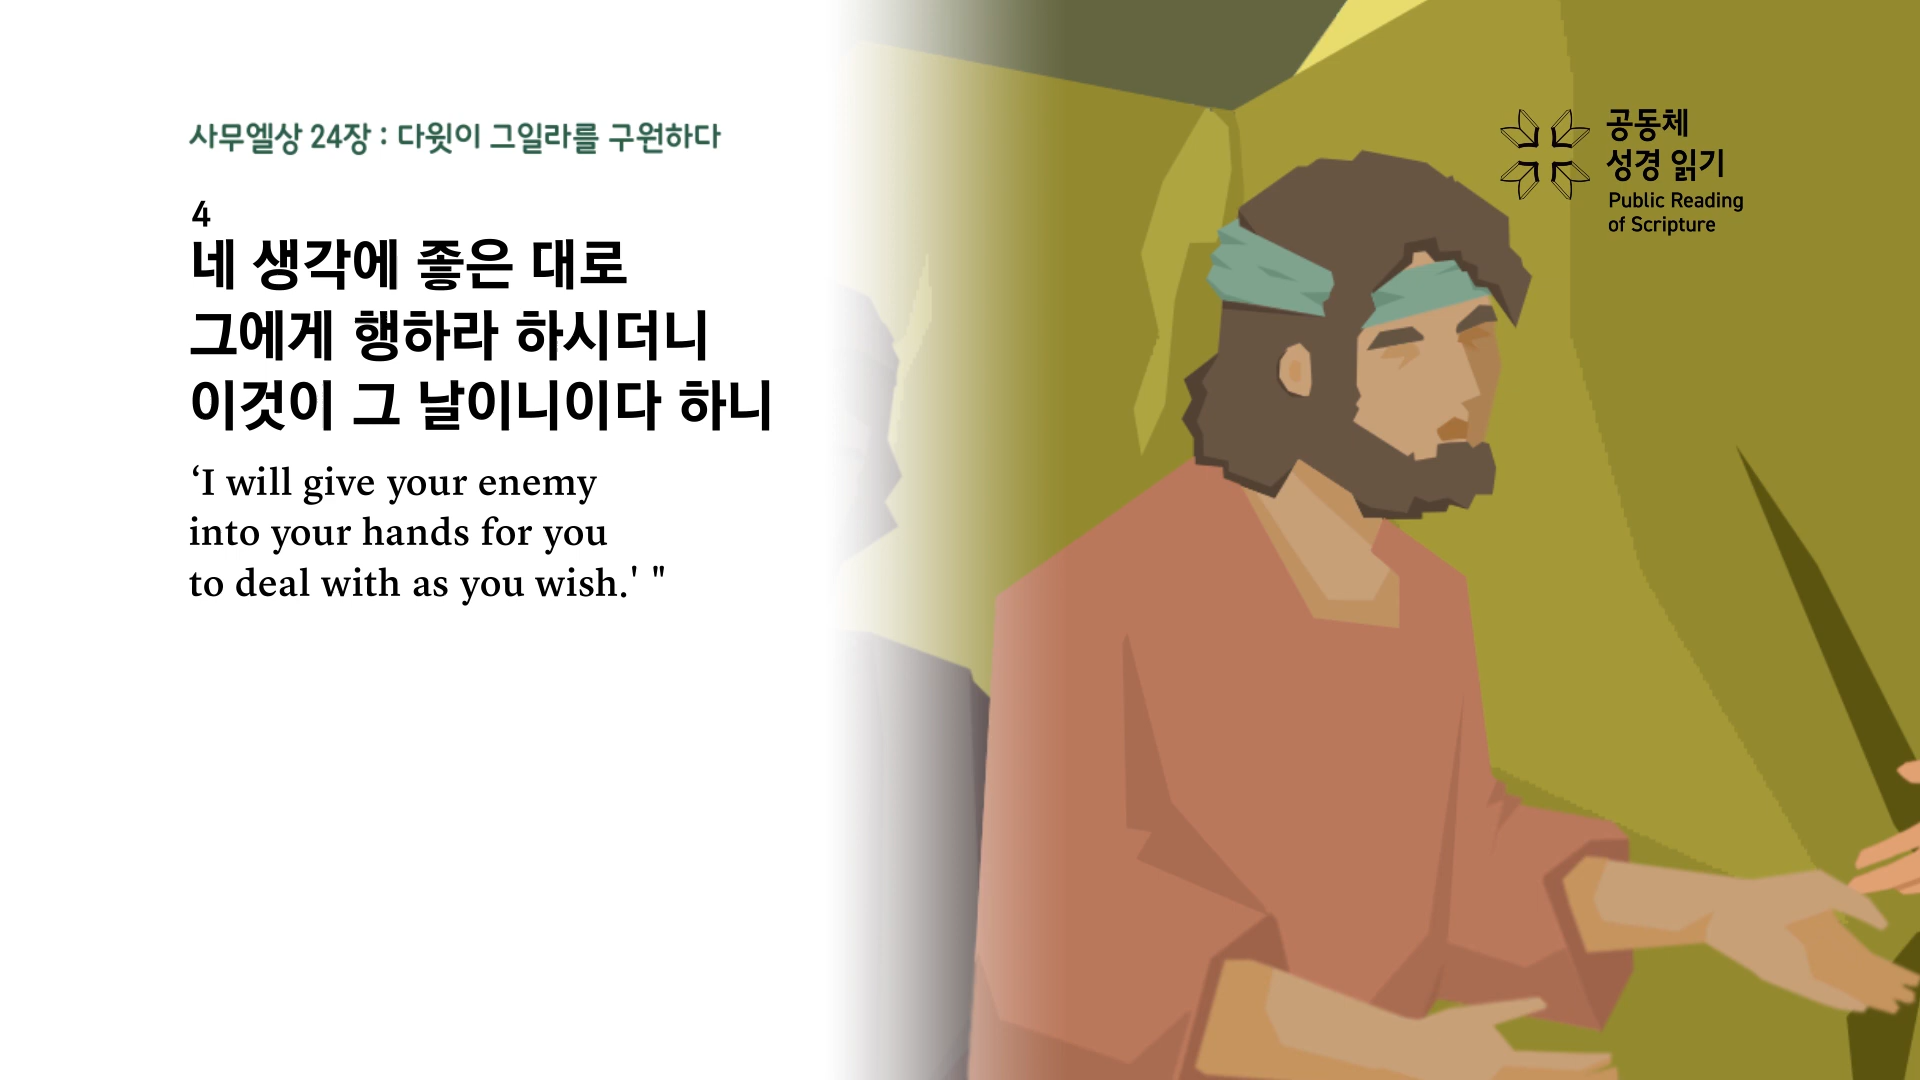 사무엘상 24장 : 다윗이 그일라를 구원하다
4
네 생각에 좋은 대로
그에게 행하라 하시더니
이것이 그 날이니이다 하니
‘I will give your enemy
into your hands for you
to deal with as you wish.' "
공동체
성경 읽기
Public Reading
of Scripture